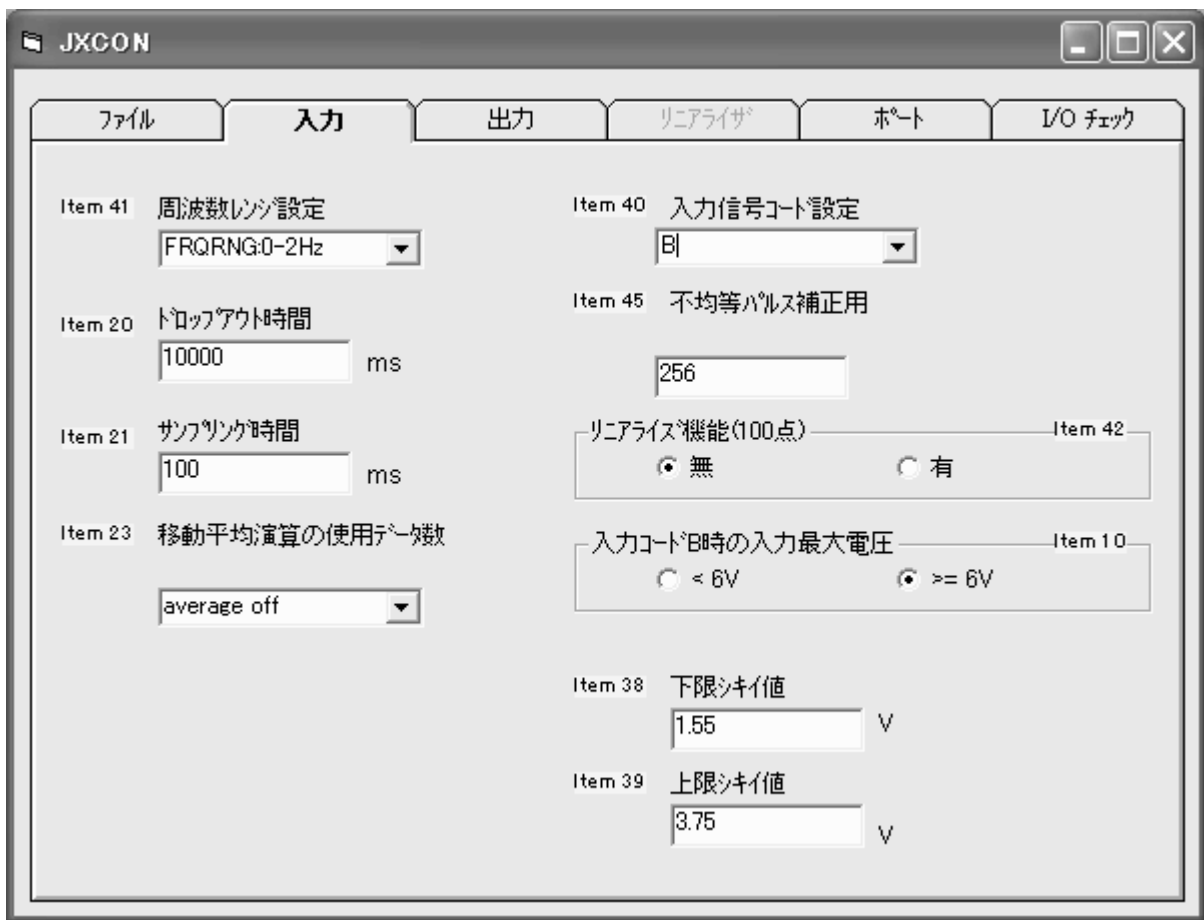 JXCON
ﾌｧｲﾙ
入力
出力
ﾘﾆｱﾗｲｻﾞ
ﾎﾟｰﾄ
I/O ﾁｪｯｸ
Item 41 周波数ﾚﾝｼﾞ設定
FRQRNG:0-2Hz
Item 20 ﾄﾞﾛｯﾌﾟｱｳﾄ時間
10000 ms
Item 21 ｻﾝﾌﾟﾘﾝｸﾞ時間
100 ms
Item 23 移動平均演算の使用ﾃﾞｰﾀ数
average off
Item 40 入力信号ｺｰﾄﾞ設定
B
Item 45 不均等ﾊﾟﾙｽ補正用
256
ﾘﾆｱﾗｲｽﾞ機能(100点) Item 42
無 有
入力ｺｰﾄﾞB時の入力最大電圧 Item10
< 6V >= 6V
Item 38 下限ｼｷｲ値
1.55 V
Item 39 上限ｼｷｲ値
3.75 V